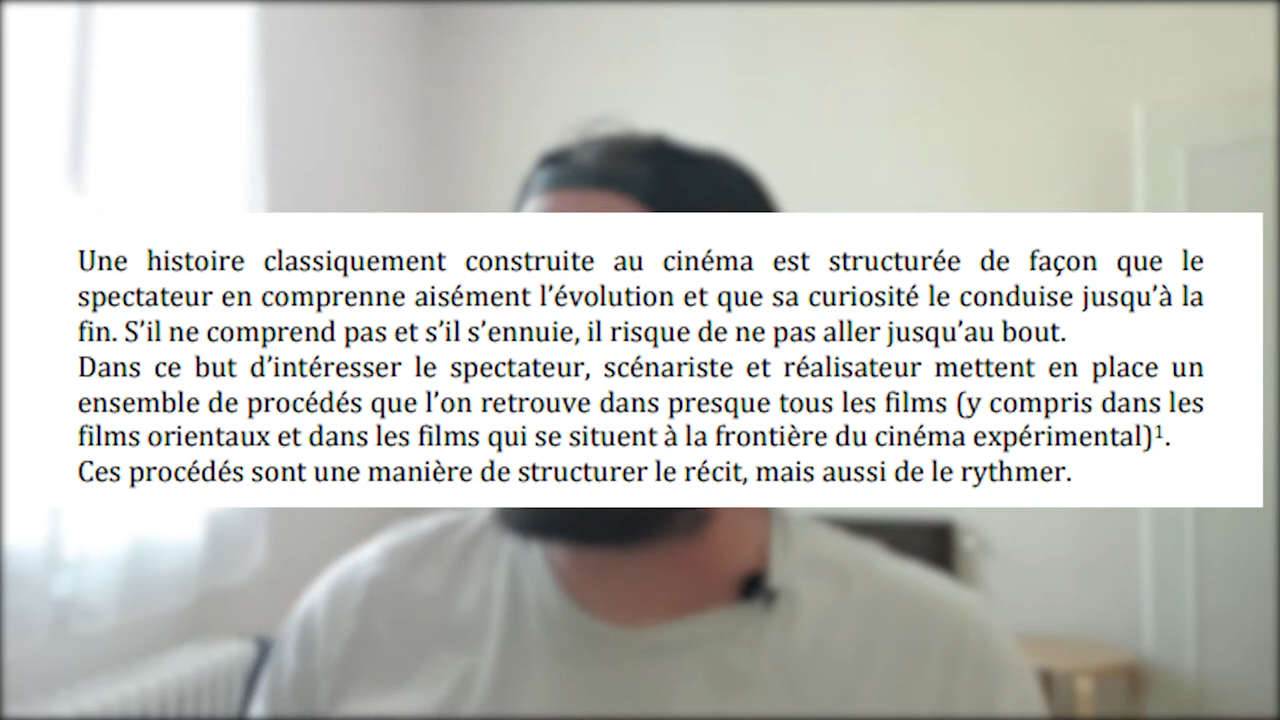 Une histoire classiquement construite au cinéma est structurée de façon que le
spectateur en comprenne aisément l’évolution et que sa curiosité le conduise jusqu’à la
fin. S’il ne comprend pas et s’il s’ennuie, il risque de ne pas aller jusqu’au bout.
Dans ce but d’intéresser le spectateur, scénariste et réalisateur mettent en place un
ensemble de procédés que l’on retrouve dans presque tous les films (y compris dans les
films orientaux et dans les films qui se situent à la frontière du cinéma expérimental)¹.
Ces procédés sont une manière de structurer le récit, mais aussi de le rythmer.